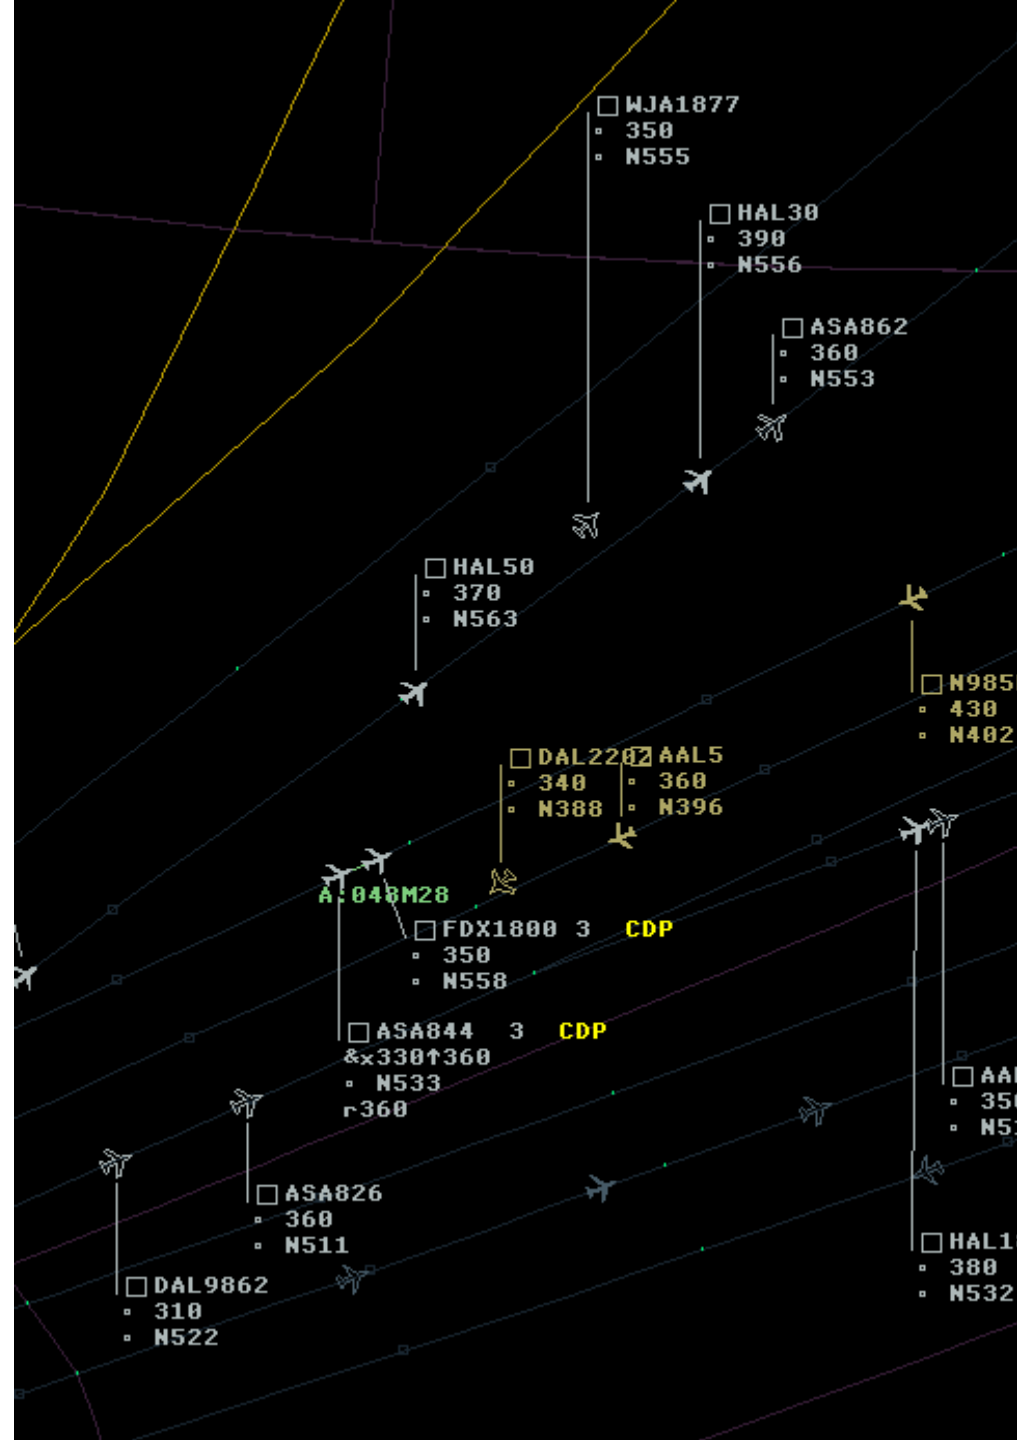 WJA1877
350
N555
HAL30
390
N556
ASA862
360
N553
HAL50
370
N563
N985
430
N402
DAL2202
340
N388
AAL5
360
N396
A:048M28
FDX1800 3 CDP
350
N558
ASA844 3 CDP
&x330↑360
N533
r360
AAL
350
N51
ASA826
360
N511
HAL1
380
N532
DAL9862
310
N522